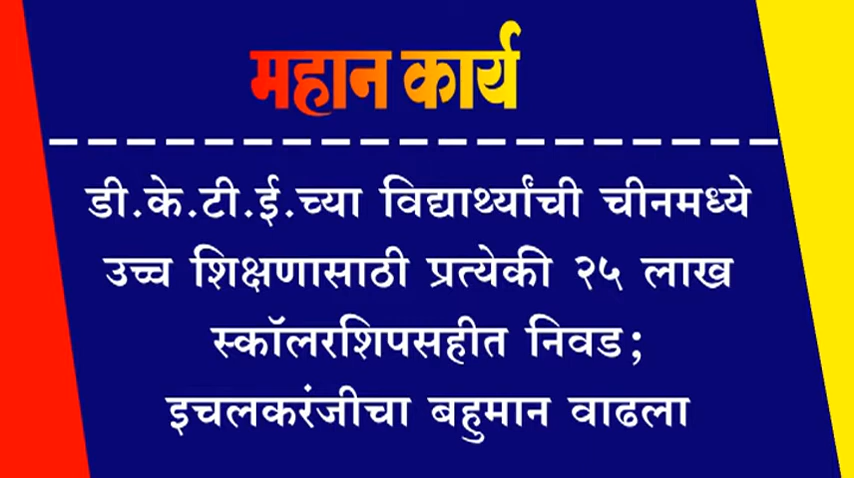 महान कार्य
डी.के.टी.ई.च्या विद्यार्थ्यांची चीनमध्ये
उच्च शिक्षणासाठी प्रत्येकी २५ लाख
स्कॉलरशिपसहीत निवड;
इचलकरंजीचा बहुमान वाढला